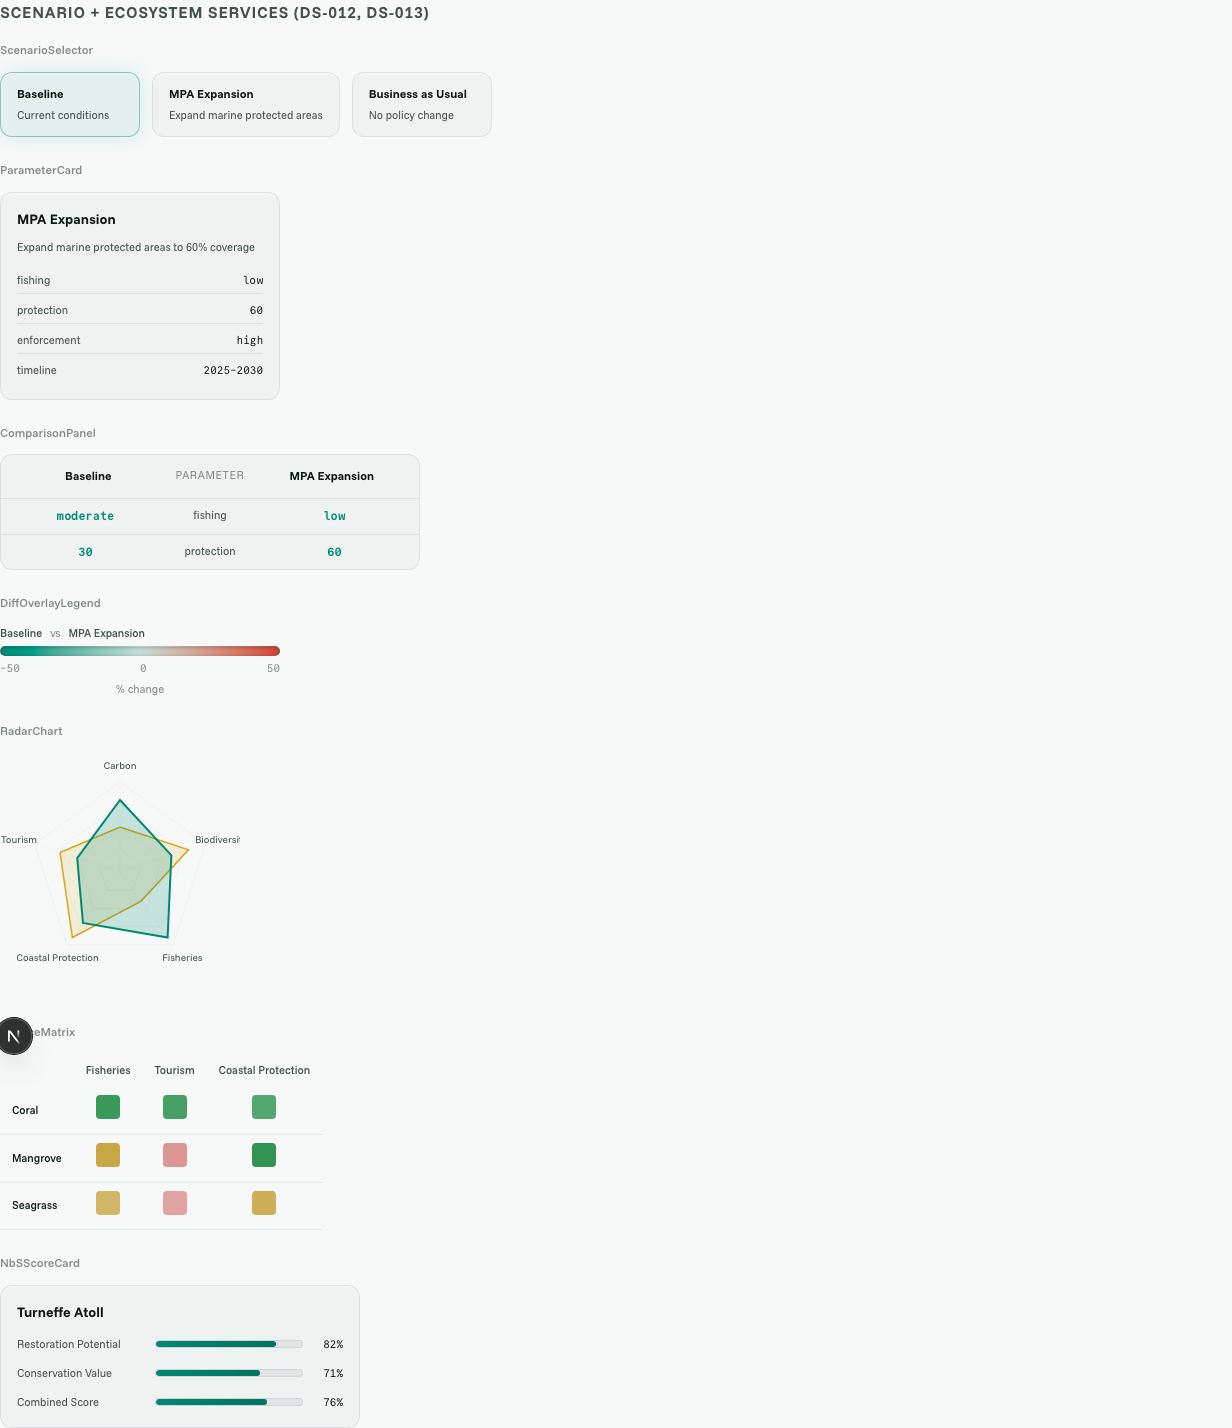 SCENARIO + ECOSYSTEM SERVICES (DS-012, DS-013)
ScenarioSelector
Baseline
Current conditions
MPA Expansion
Expand marine protected areas
Business as Usual
No policy change
ParameterCard
MPA Expansion
Expand marine protected areas to 60% coverage
fishing low
protection 60
enforcement high
timeline 2025–2030
ComparisonPanel
Baseline PARAMETER MPA Expansion
moderate fishing low
30 protection 60
DiffOverlayLegend
Baseline vs MPA Expansion
−50 0 50
% change
RadarChart
Carbon
Tourism Biodiversi
Coastal Protection Fisheries
N eMatrix
Fisheries Tourism Coastal Protection
Coral
Mangrove
Seagrass
NbSScoreCard
Turneffe Atoll
Restoration Potential 82%
Conservation Value 71%
Combined Score 76%